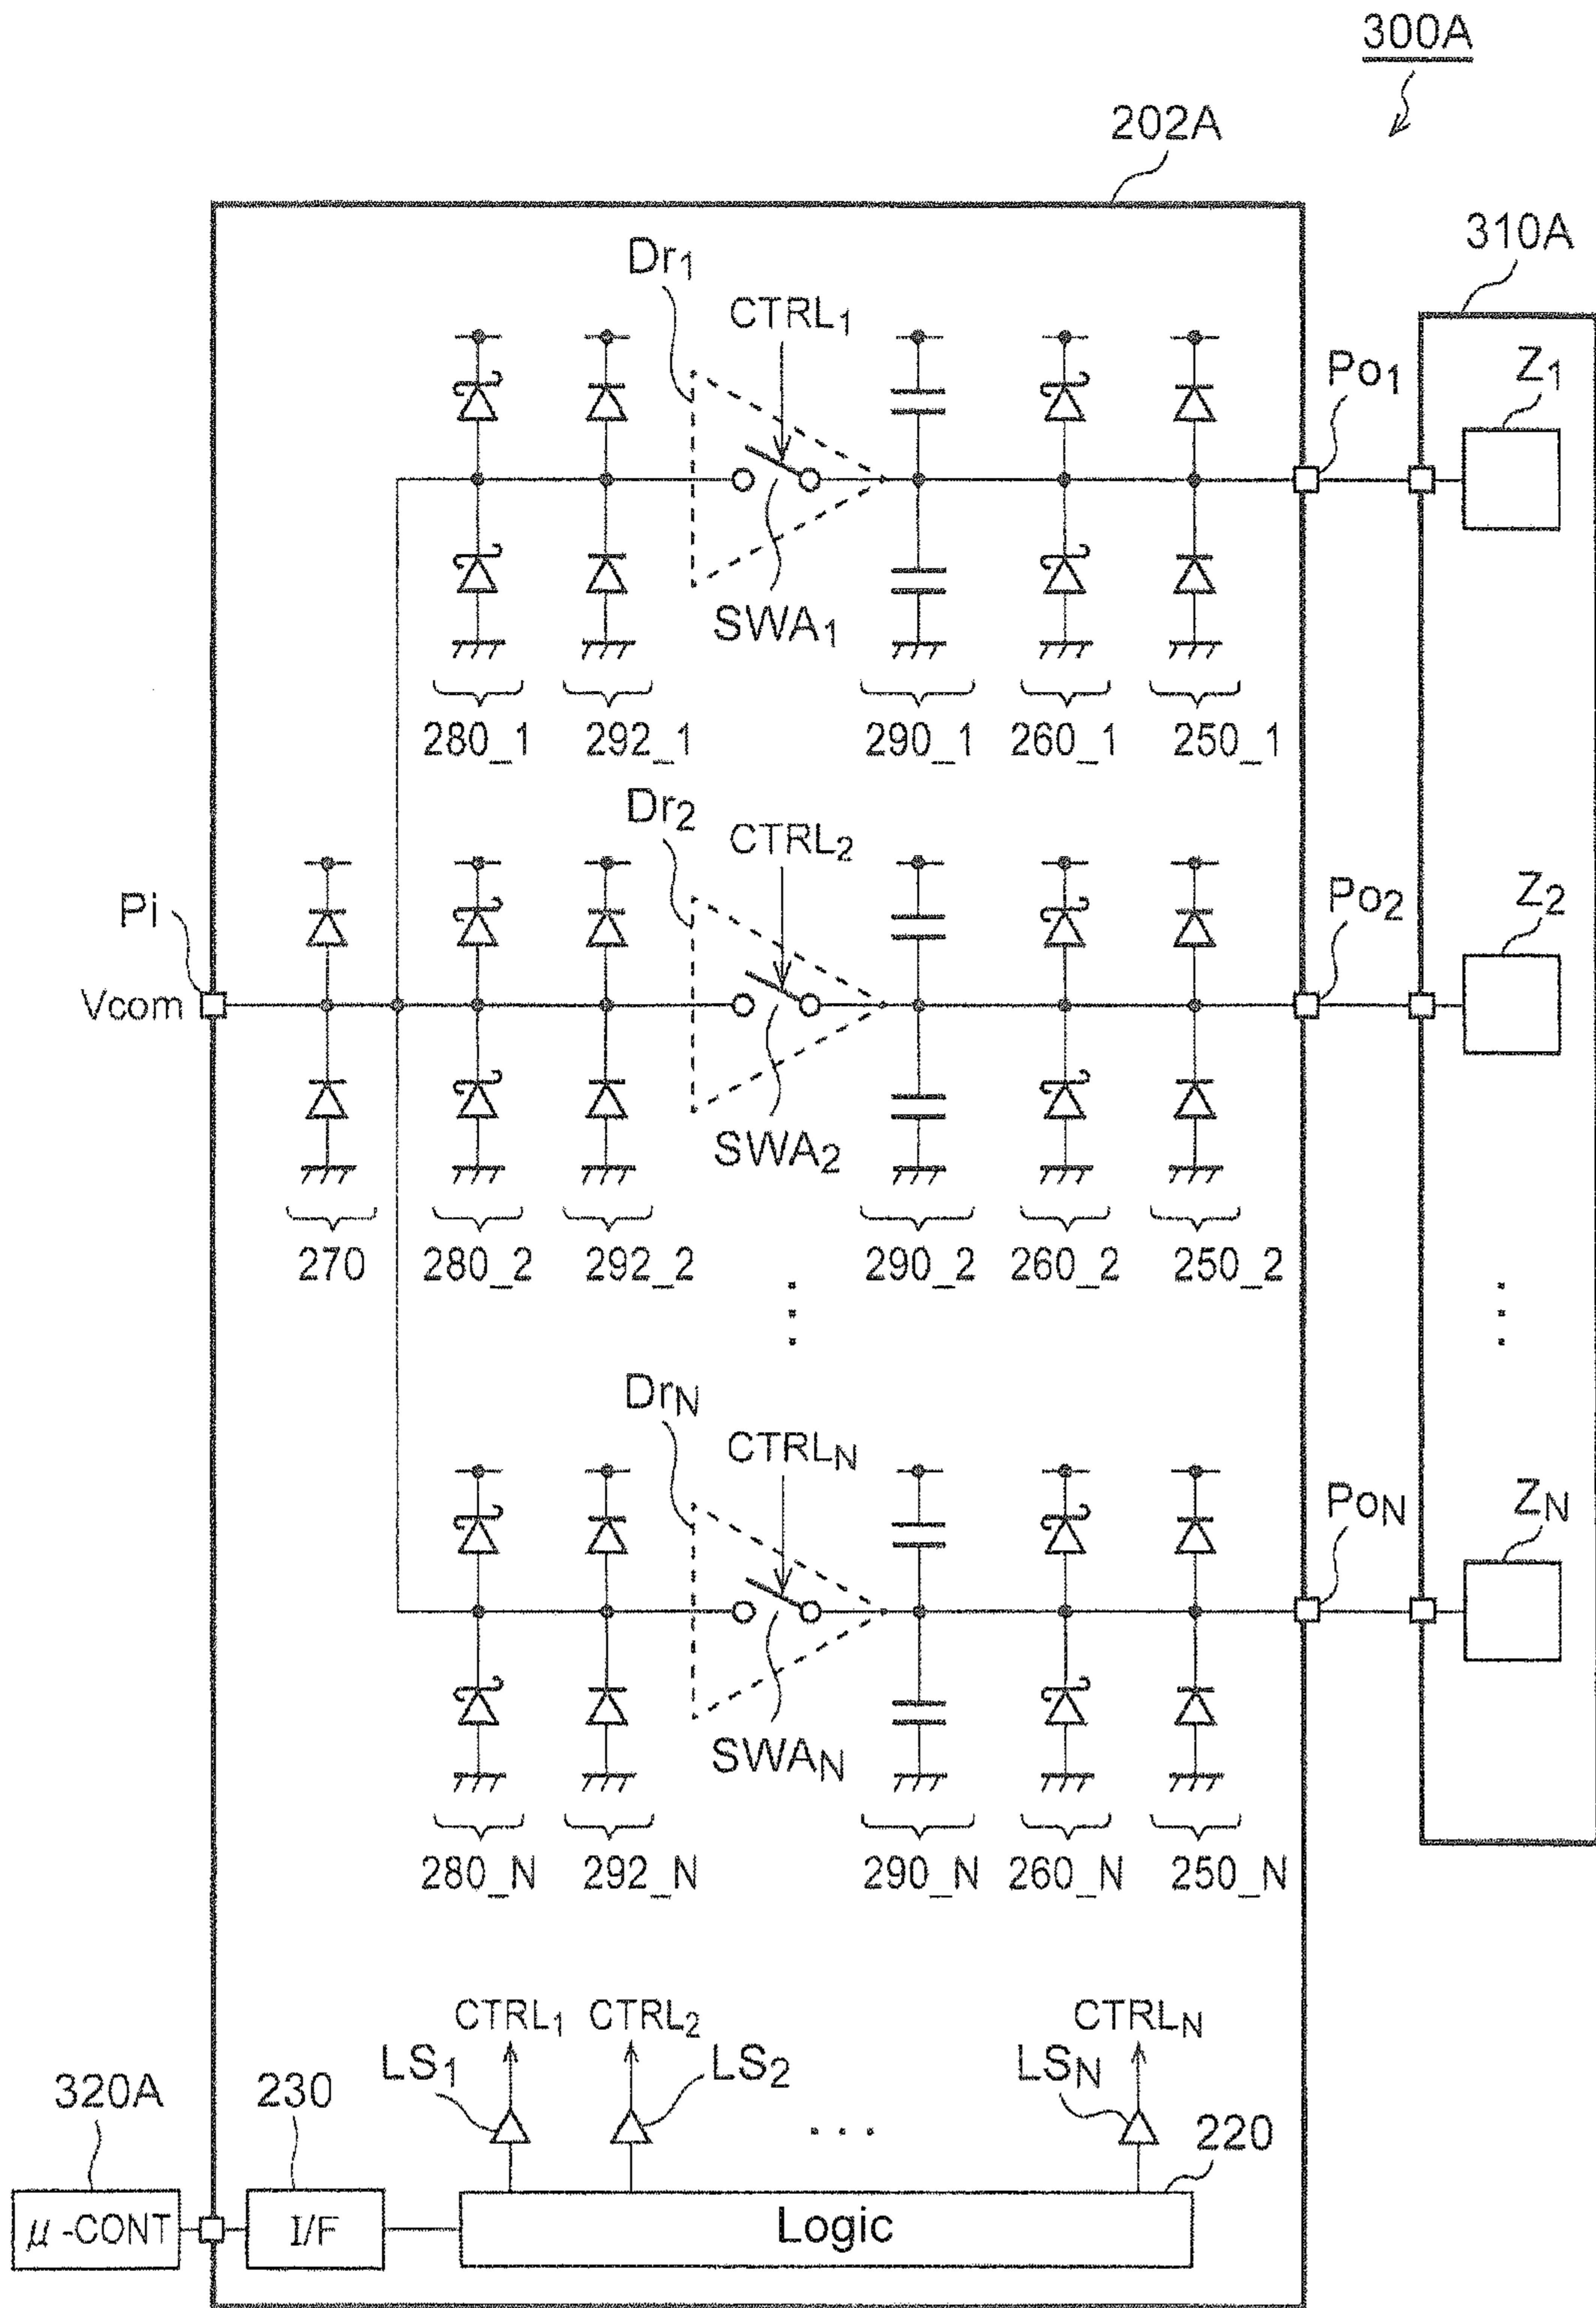 300A
202A
310A
Dr1
CTRL1
Po1
Z1
SWA1
280_1
292_1
290_1
260_1
250_1
Dr2
CTRL2
Pi
Po2
Z2
Vcom
SWA2
270
280_2
292_2
290_2
260_2
250_2
DrN
CTRLN
PoN
ZN
SWAN
280_N
292_N
290_N
260_N
250_N
CTRL1
CTRL2
CTRLN
LS1
LS2
LSN
320A
230
220
μ-CONT
I/F
Logic